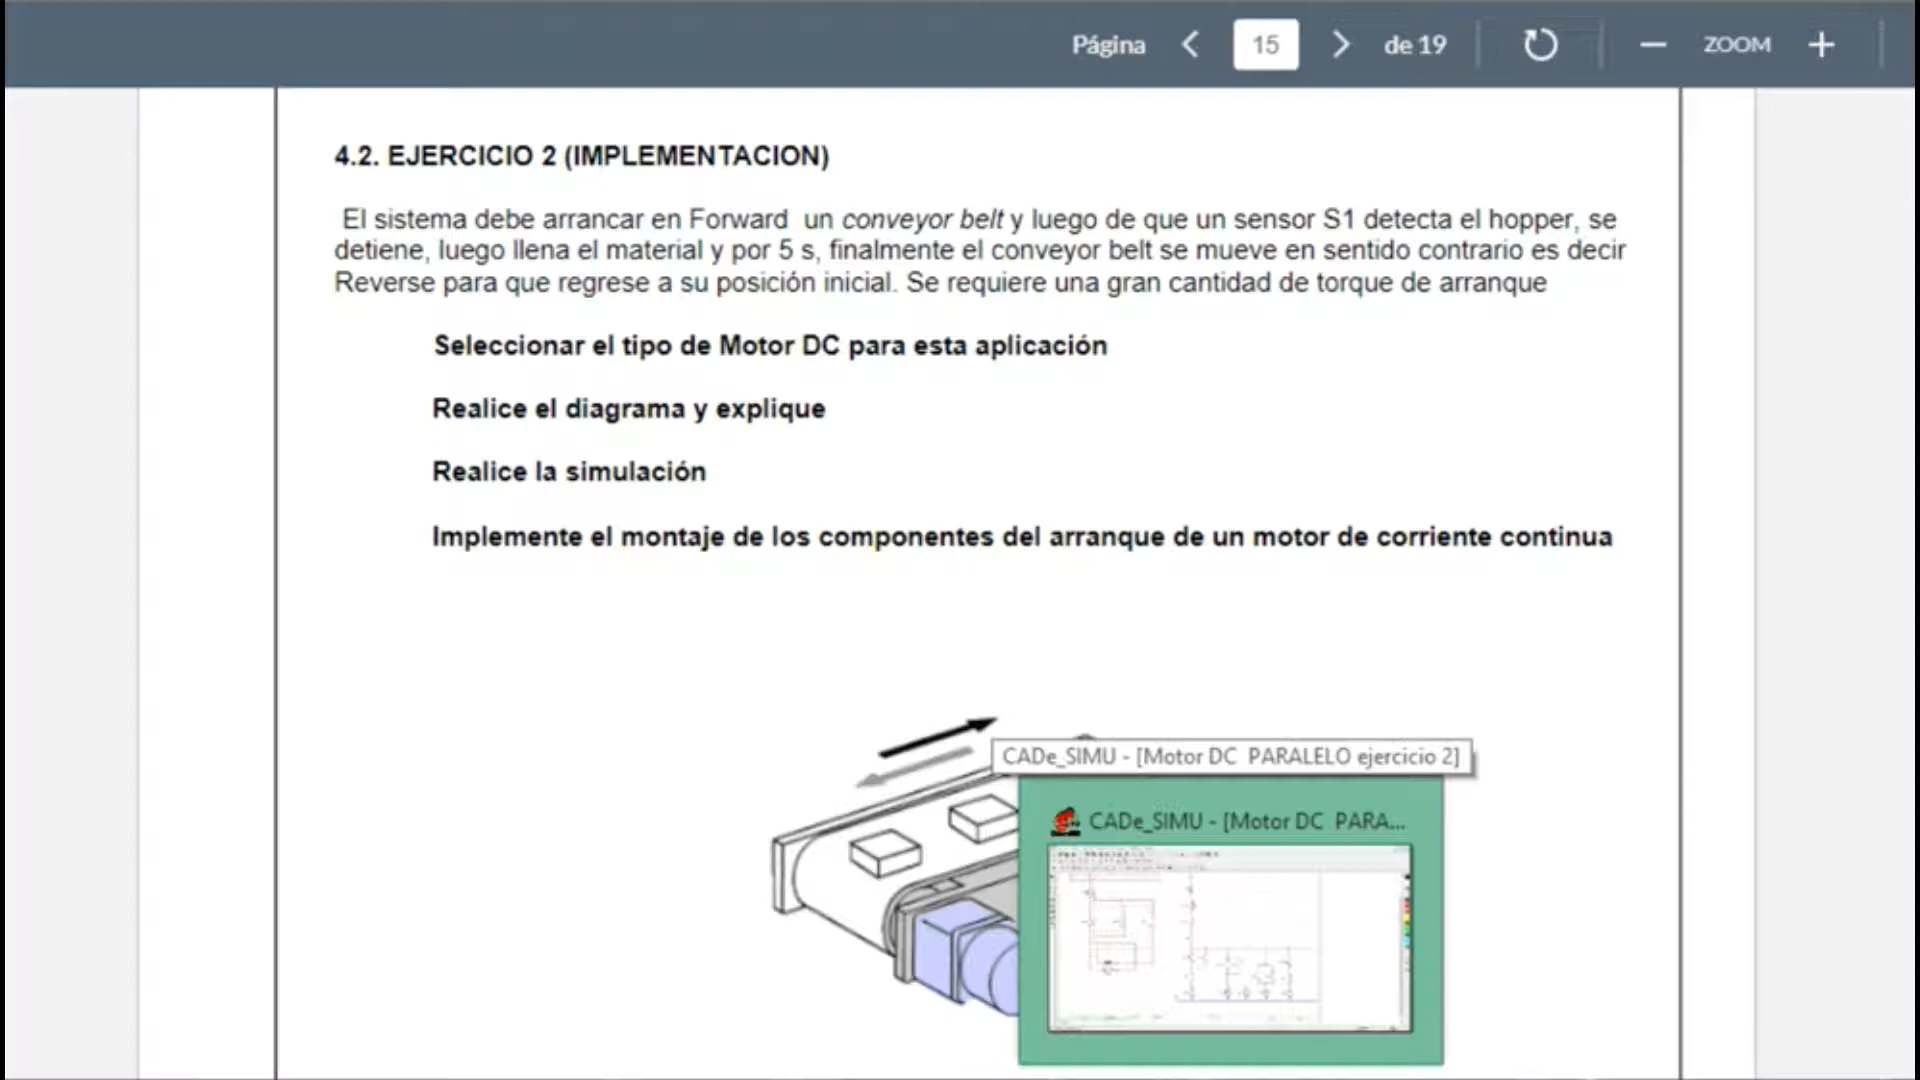 Página 15 de 19 ZOOM
4.2. EJERCICIO 2 (IMPLEMENTACION)
El sistema debe arrancar en Forward un conveyor belt y luego de que un sensor S1 detecta el hopper, se
detiene, luego llena el material y por 5 s, finalmente el conveyor belt se mueve en sentido contrario es decir
Reverse para que regrese a su posición inicial. Se requiere una gran cantidad de torque de arranque
Seleccionar el tipo de Motor DC para esta aplicación
Realice el diagrama y explique
Realice la simulación
Implemente el montaje de los componentes del arranque de un motor de corriente continua
CADe_SIMU - [Motor DC PARALELO ejercicio 2]
CADe_SIMU - [Motor DC PARA...